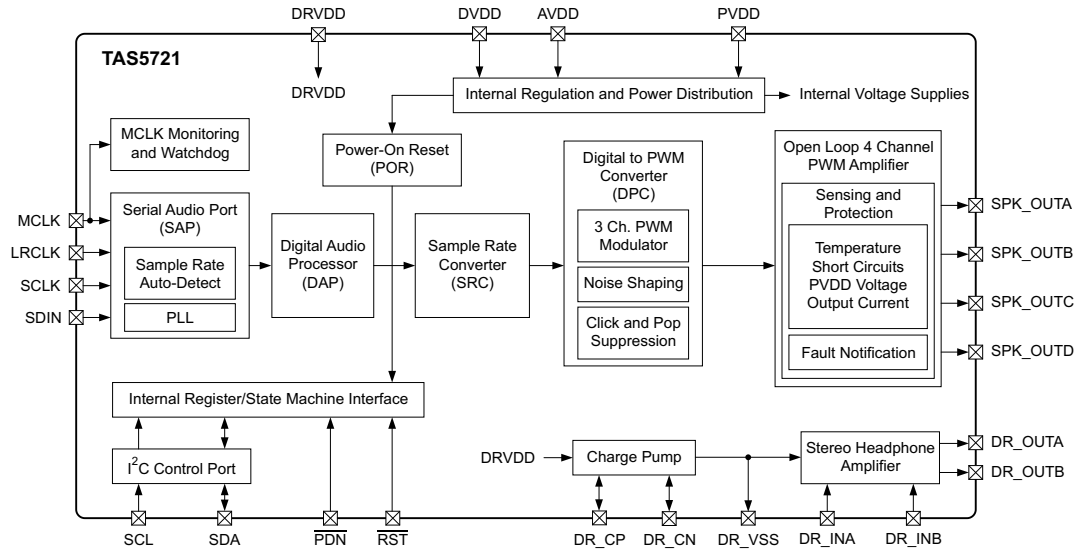 DRVDD
DVDD
AVDD
PVDD
TAS5721
DRVDD
Internal Regulation and Power Distribution
Internal Voltage Supplies
MCLK Monitoring
and Watchdog
Power-On Reset
(POR)
Digital to PWM
Converter
(DPC)
Open Loop 4 Channel
PWM Amplifier
MCLK
LRCLK
SCLK
SDIN
Serial Audio Port
(SAP)
Sample Rate
Auto-Detect
PLL
Digital Audio
Processor
(DAP)
Sample Rate
Converter
(SRC)
3 Ch. PWM
Modulator
Noise Shaping
Click and Pop
Suppression
Sensing and
Protection
Temperature
Short Circuits
PVDD Voltage
Output Current
Fault Notification
SPK_OUTA
SPK_OUTB
SPK_OUTC
SPK_OUTD
Internal Register/State Machine Interface
I²C Control Port
DRVDD
Charge Pump
Stereo Headphone
Amplifier
DR_OUTA
DR_OUTB
SCL
SDA
PDN
RST
DR_CP
DR_CN
DR_VSS
DR_INA
DR_INB